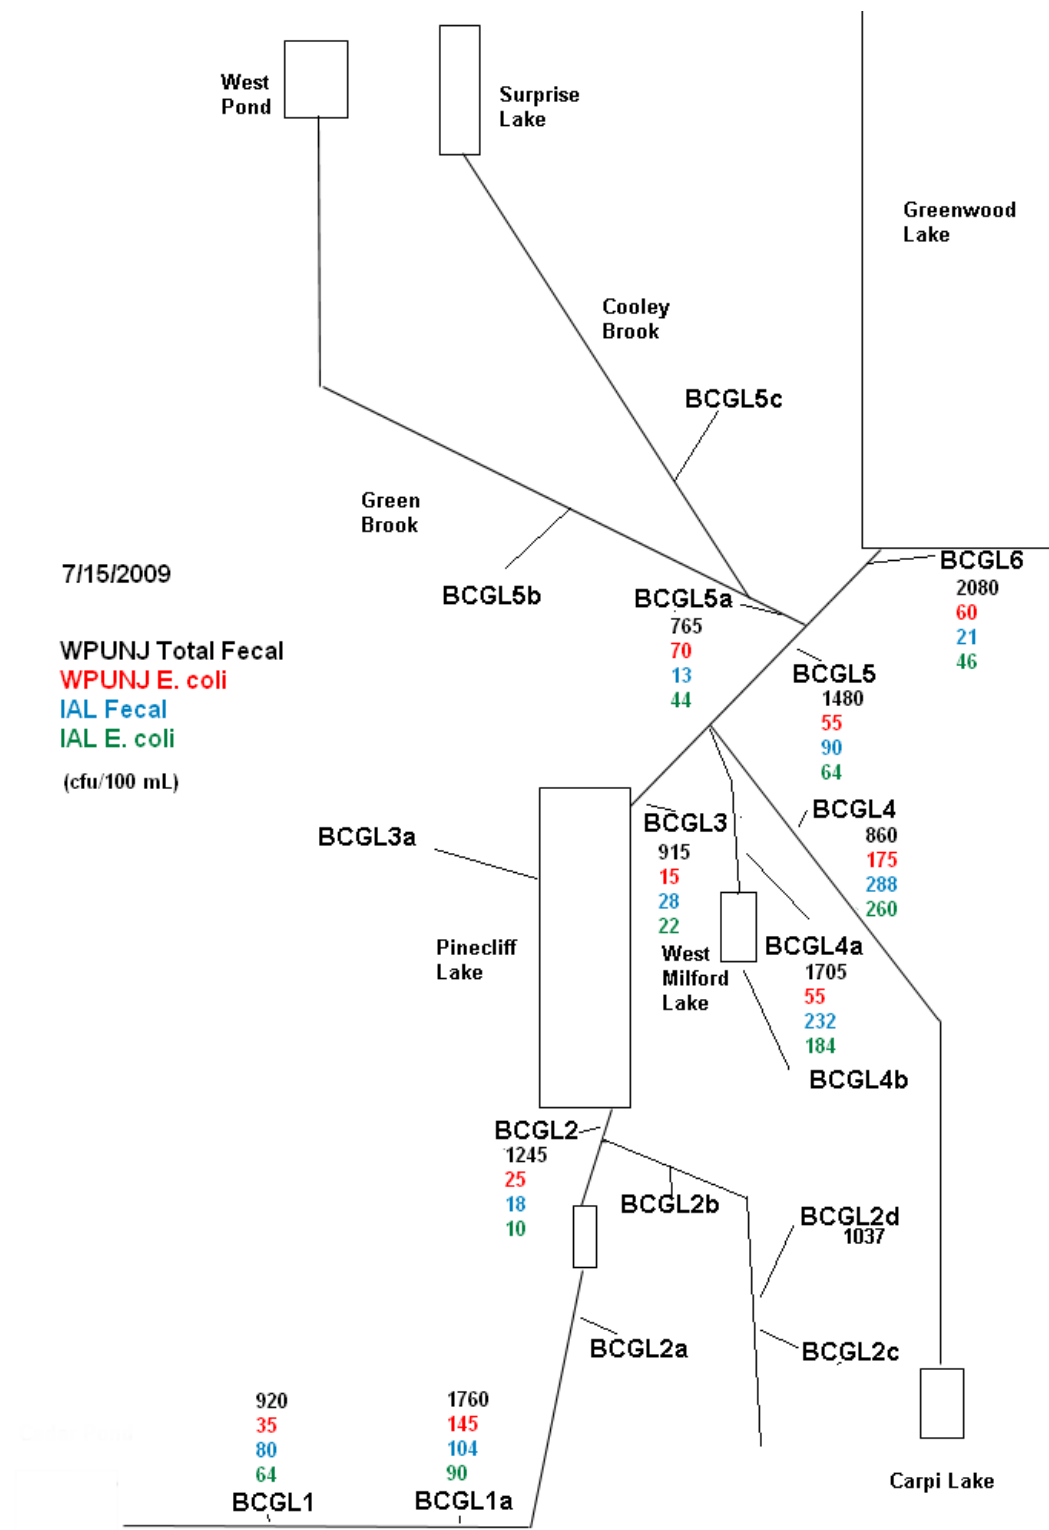 West
Pond
Surprise
Lake
Greenwood
Lake
Cooley
Brook
BCGL5c
Green
Brook
BCGL5b
7/15/2009
WPUNJ Total Fecal
WPUNJ E. coli
IAL Fecal
IAL E. coli
(cfu/100 mL)
BCGL5a
765
70
13
44
BCGL6
2080
60
21
46
BCGL5
1480
55
90
64
BCGL3a
BCGL3
915
15
28
22
BCGL4
860
175
288
260
Pinecliff
Lake
West
Milford
Lake
BCGL4a
1705
55
232
184
BCGL4b
BCGL2
1245
25
18
10
BCGL2b
BCGL2d
1037
BCGL2a
BCGL2c
920
35
80
64
BCGL1
1760
145
104
90
BCGL1a
Carpi Lake